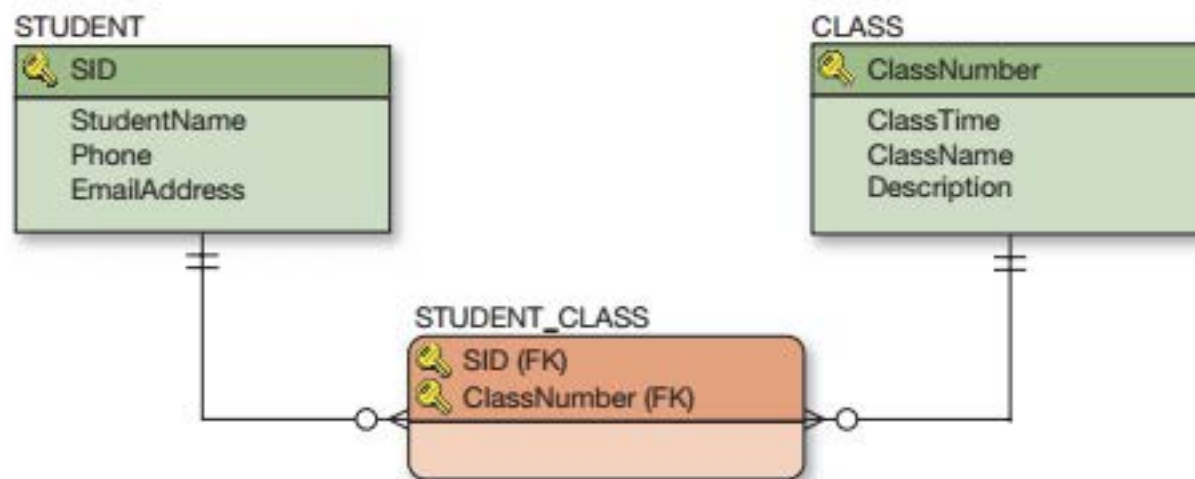 STUDENT
SID
StudentName
Phone
EmailAddress
CLASS
ClassNumber
ClassTime
ClassName
Description
STUDENT_CLASS
SID (FK)
ClassNumber (FK)